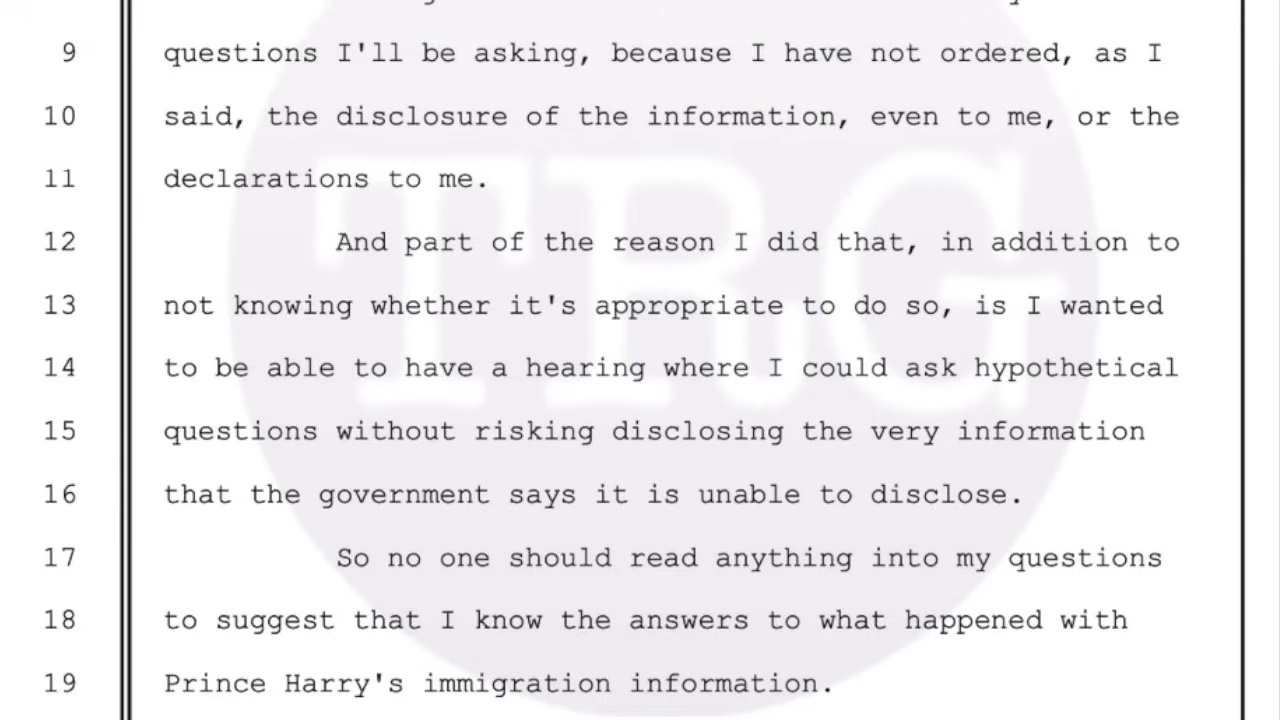 9 questions I'll be asking, because I have not ordered, as I
10 said, the disclosure of the information, even to me, or the
11 declarations to me.
12 And part of the reason I did that, in addition to
13 not knowing whether it's appropriate to do so, is I wanted
14 to be able to have a hearing where I could ask hypothetical
15 questions without risking disclosing the very information
16 that the government says it is unable to disclose.
17 So no one should read anything into my questions
18 to suggest that I know the answers to what happened with
19 Prince Harry's immigration information.
TRG